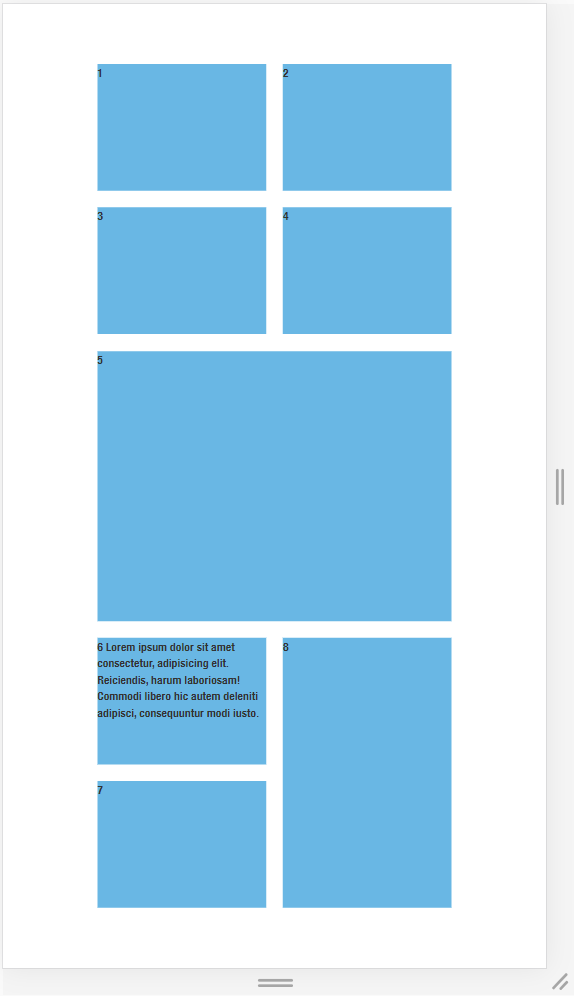 1
2
3
4
5
6 Lorem ipsum dolor sit amet
consectetur, adipisicing elit.
Reiciendis, harum laboriosam!
Commodi libero hic autem deleniti
adipisci, consequuntur modi iusto.
7
8